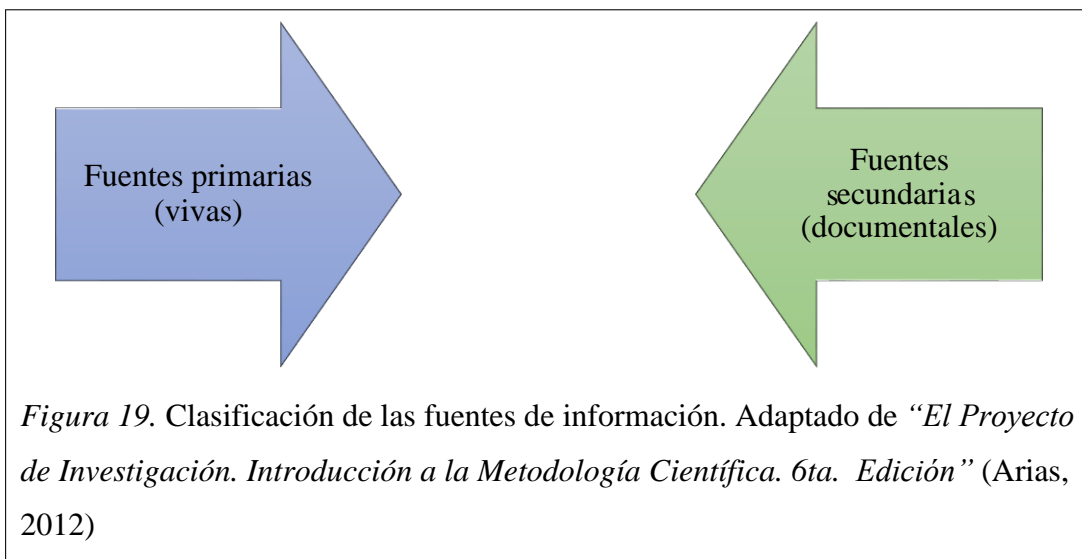 Fuentes primarias
(vivas)
Fuentes
secundarias
(documentales)
Figura 19. Clasificación de las fuentes de información. Adaptado de “El Proyecto
de Investigación. Introducción a la Metodología Científica. 6ta. Edición” (Arias,
2012)